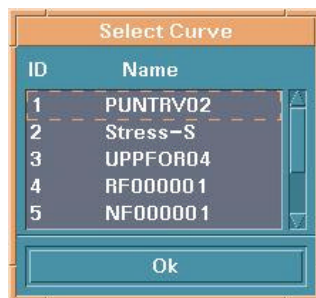 Select Curve
ID Name
1 PUNTRV02
2 Stress-S
3 UPPFOR04
4 RF000001
5 NF000001
Ok